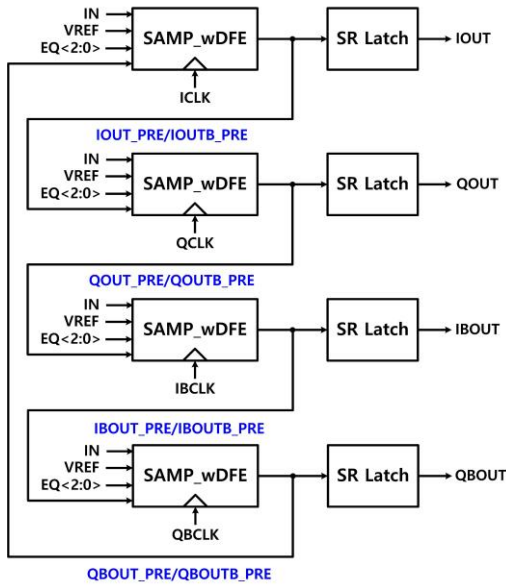 IN
VREF
EQ<2:0>
SAMP_wDFE
SR Latch
IOUT
ICLK
IOUT_PRE/IOUTB_PRE
IN
VREF
EQ<2:0>
SAMP_wDFE
SR Latch
QOUT
QCLK
QOUT_PRE/QOUTB_PRE
IN
VREF
EQ<2:0>
SAMP_wDFE
SR Latch
IBOUT
IBCLK
IBOUT_PRE/IBOUTB_PRE
IN
VREF
EQ<2:0>
SAMP_wDFE
SR Latch
QBOUT
QBCLK
QBOUT_PRE/QBOUTB_PRE